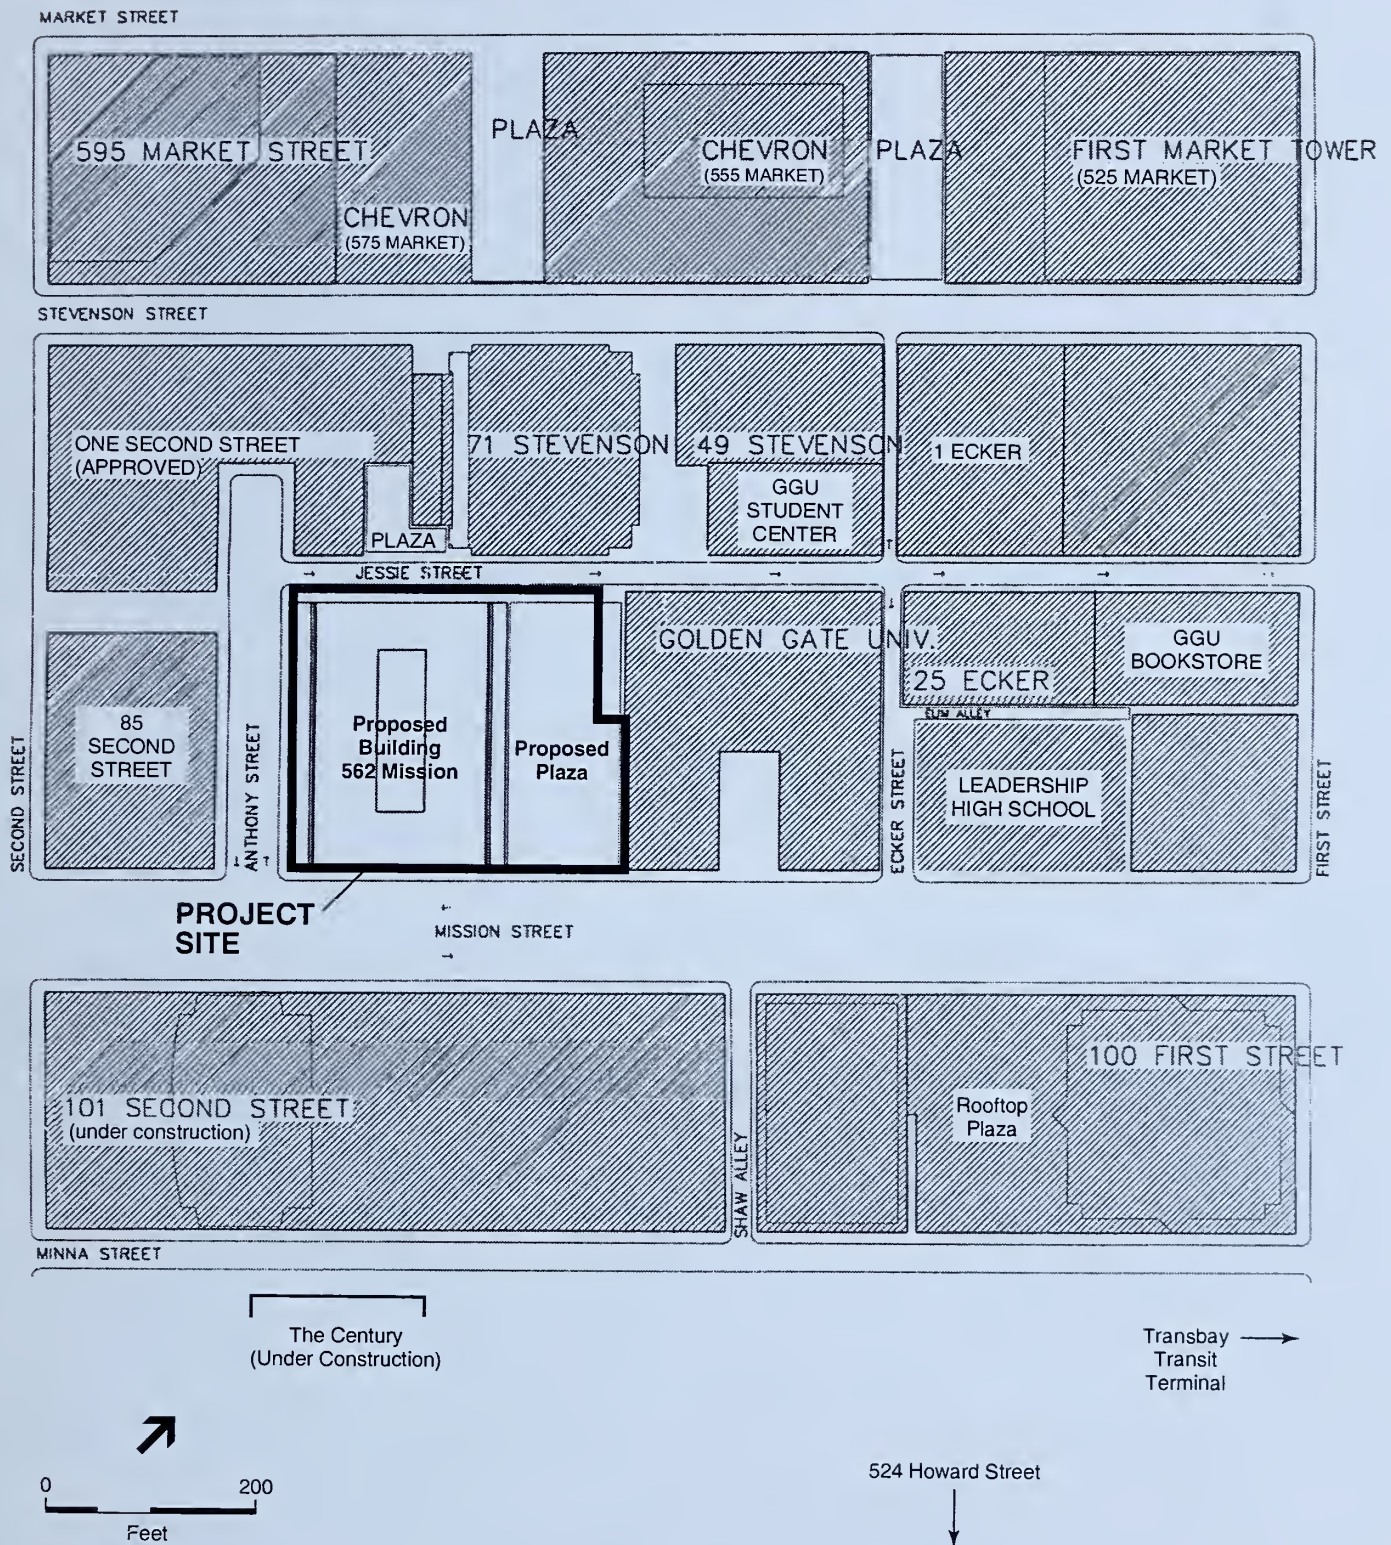 MARKET STREET
PLAZA
595 MARKET STREET
CHEVRON
(555 MARKET)
PLAZA
FIRST MARKET TOWER
(525 MARKET)
CHEVRON
(575 MARKET)
STEVENSON STREET
ONE SECOND STREET
(APPROVED)
71 STEVENSON
49 STEVENSON
1 ECKER
GGU
STUDENT
CENTER
PLAZA
JESSIE STREET
GOLDEN GATE UNIV.
GGU
BOOKSTORE
25 ECKER
ELIM ALLEY
85
SECOND
STREET
Proposed
Building
562 Mission
Proposed
Plaza
LEADERSHIP
HIGH SCHOOL
SECOND STREET
ANTHONY STREET
ECKER STREET
FIRST STREET
PROJECT
SITE
MISSION STREET
100 FIRST STREET
101 SECOND STREET
(under construction)
Rooftop
Plaza
SHAW ALLEY
MINNA STREET
The Century
(Under Construction)
Transbay
Transit
Terminal
0 200
Feet
524 Howard Street